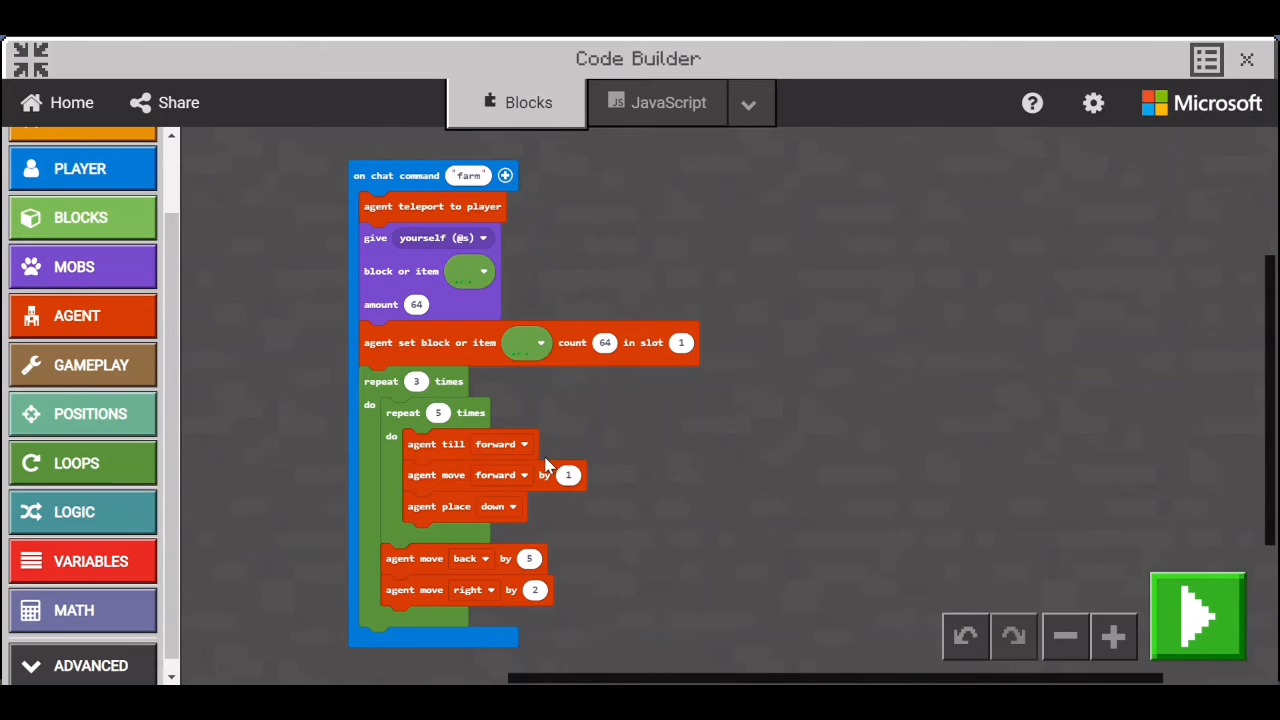 Code Builder
Home
Share
Blocks
JS JavaScript
?
Microsoft
PLAYER
BLOCKS
MOBS
AGENT
GAMEPLAY
POSITIONS
LOOPS
LOGIC
VARIABLES
MATH
ADVANCED
on chat command "farm"
agent teleport to player
give yourself (@s)
block or item
amount 64
agent set block or item count 64 in slot 1
repeat 3 times
do
repeat 5 times
do
agent till forward
agent move forward by 1
agent place down
agent move back by 5
agent move right by 2